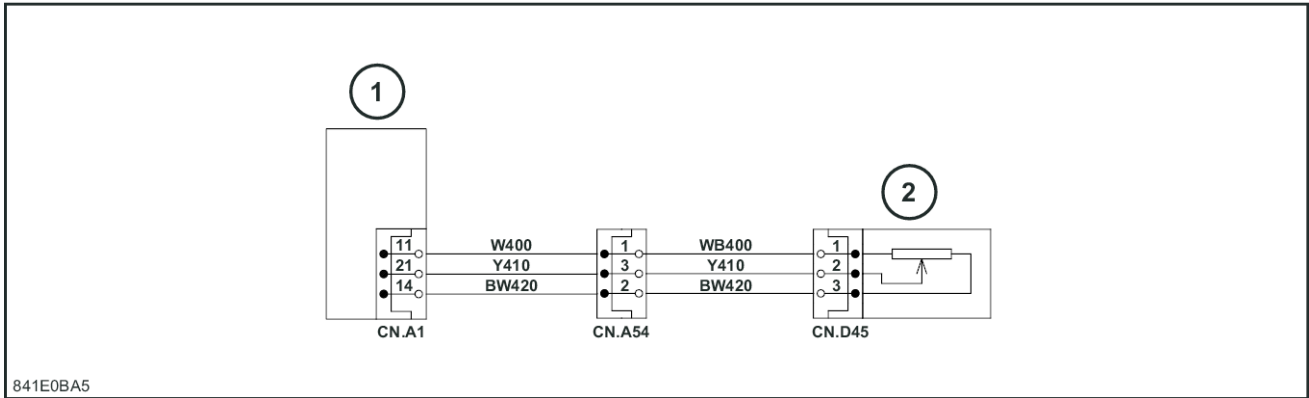 1
2
11 W400 1 WB400 1
21 Y410 3 Y410 2
14 BW420 2 BW420 3
CN.A1 CN.A54 CN.D45
841E0BA5